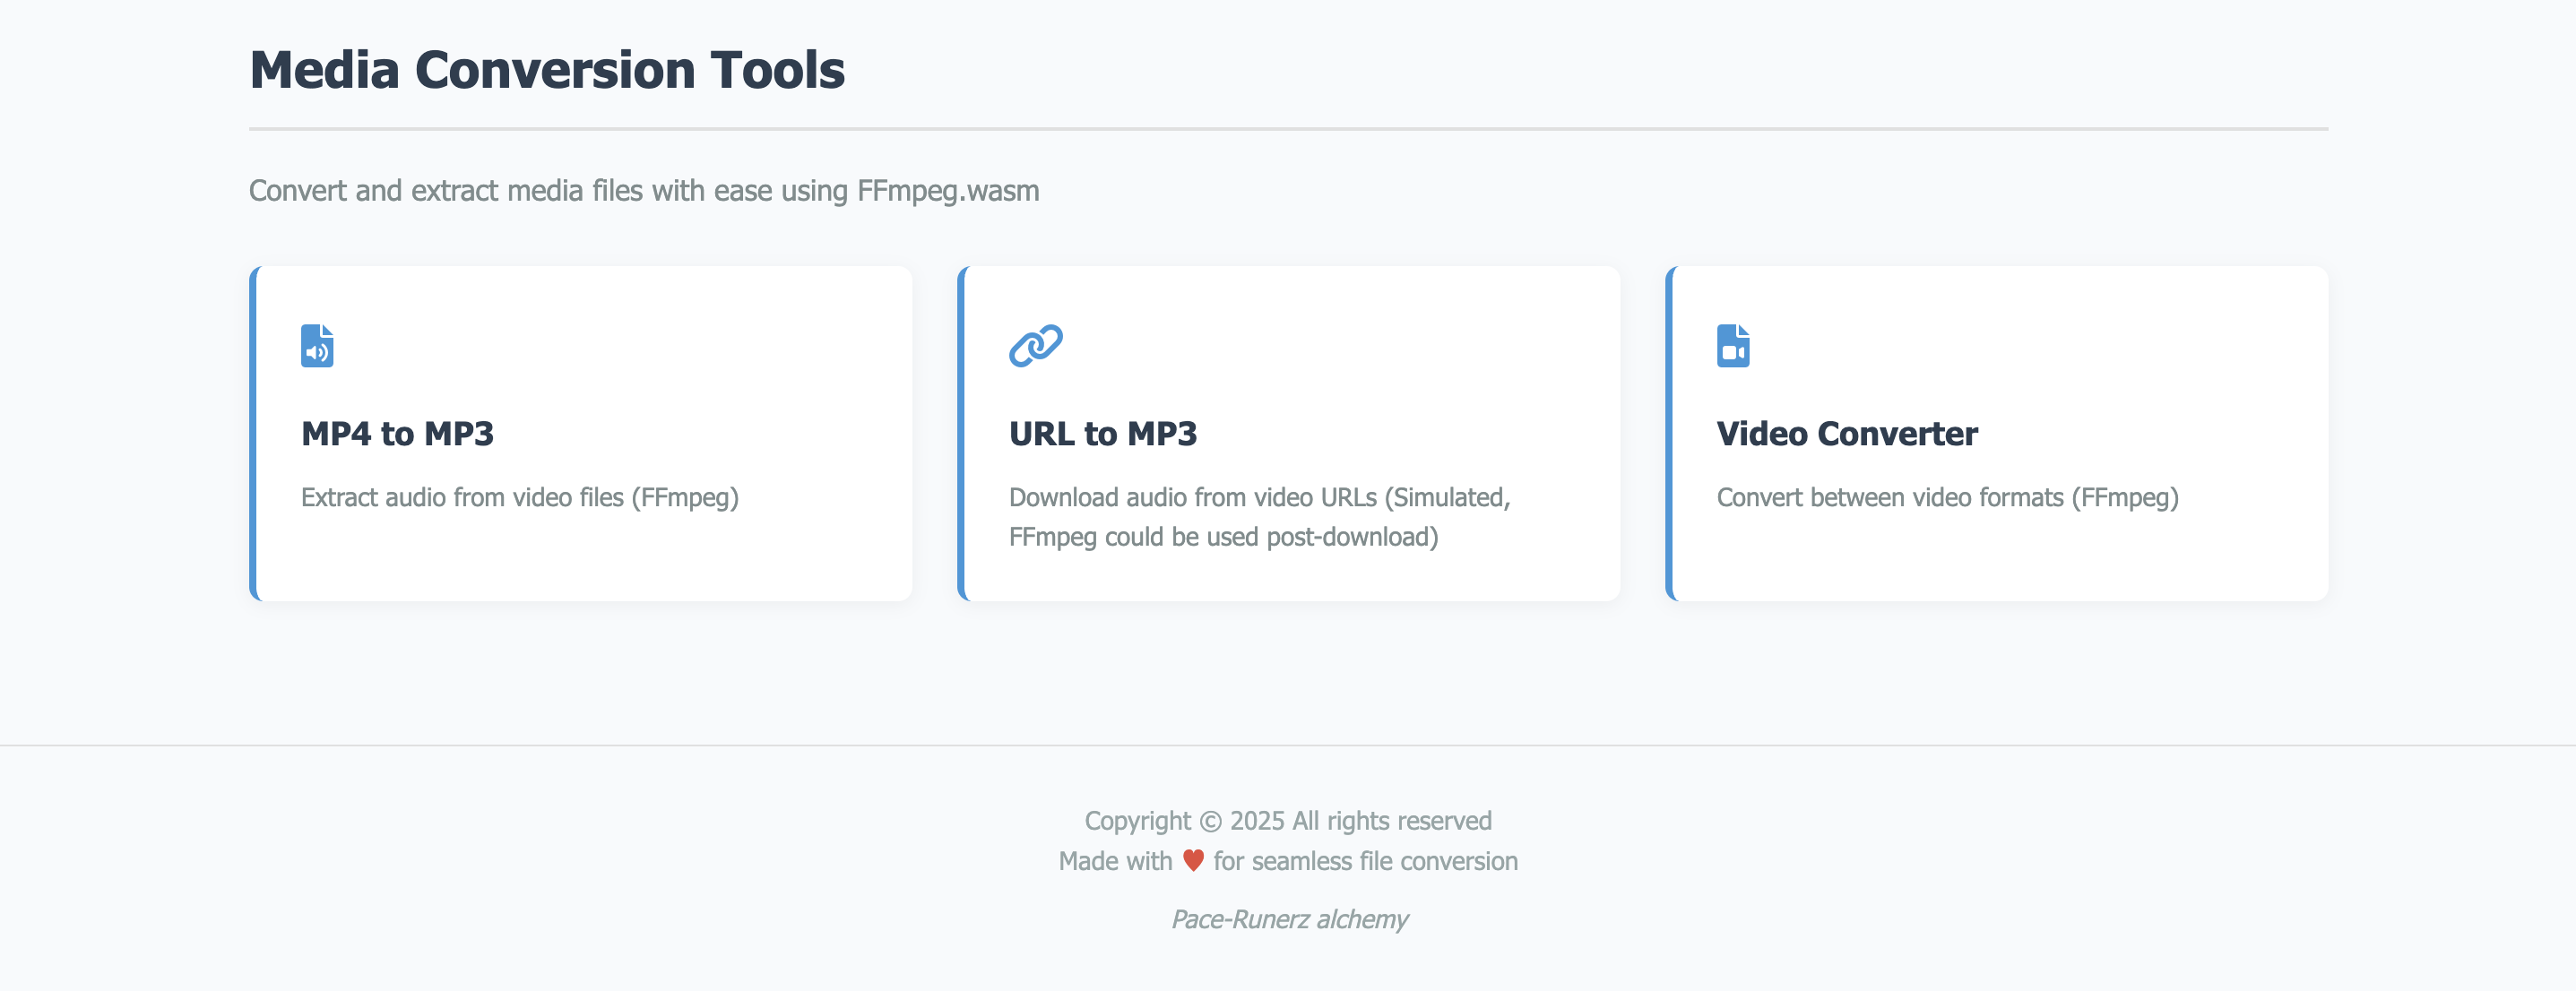 Media Conversion Tools
Convert and extract media files with ease using FFmpeg.wasm
MP4 to MP3
Extract audio from video files (FFmpeg)
URL to MP3
Download audio from video URLs (Simulated,
FFmpeg could be used post-download)
Video Converter
Convert between video formats (FFmpeg)
Copyright © 2025 All rights reserved
Made with ♥ for seamless file conversion
Pace-Runerz alchemy